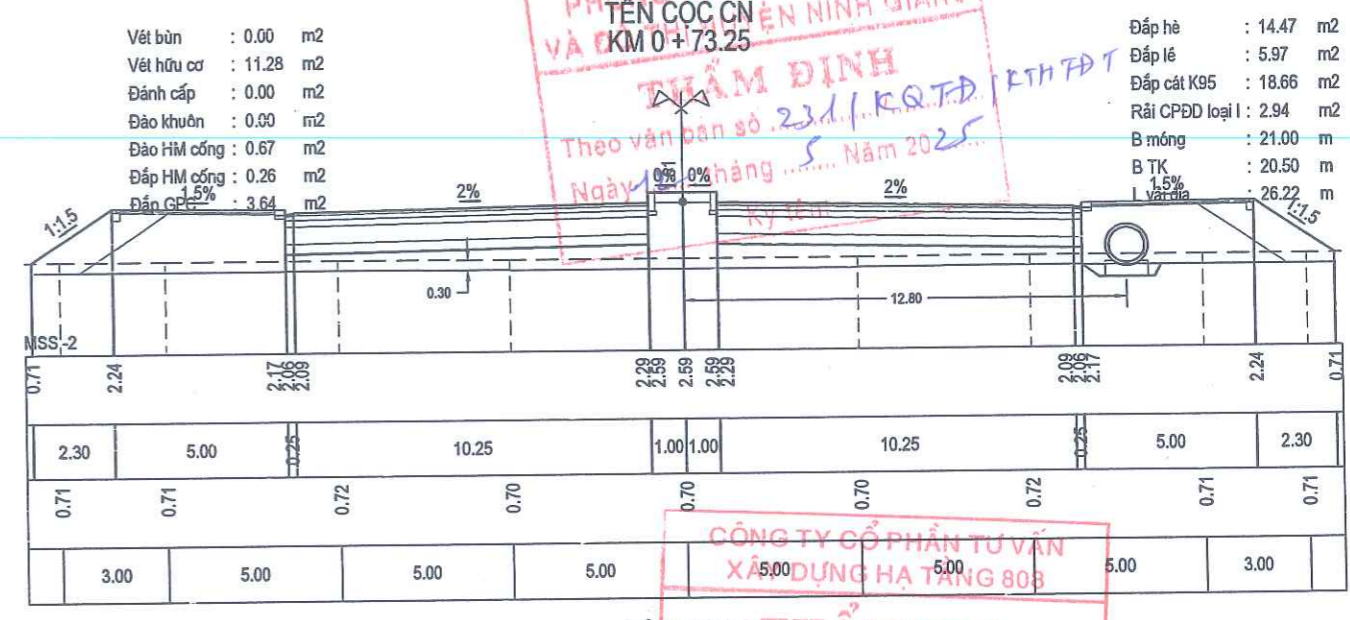 TÊN CỌC CN
KM 0 + 73.25
Vét bùn : 0.00 m2
Vét hữu cơ : 11.28 m2
Đánh cấp : 0.00 m2
Đào khuôn : 0.00 m2
Đào HM cống : 0.67 m2
Đắp HM cống : 0.26 m2
: 3.64 m2
Đắp hè : 14.47 m2
Đắp lề : 5.97 m2
Đắp cát K95 : 18.66 m2
Rải CPĐD loại I : 2.94 m2
B móng : 21.00 m
B TK : 20.50 m
L vải địa : 26.22 m
VÀ HUYỆN NINH GIANG
THẨM ĐỊNH
Theo văn bản số 231/KQTĐ/KTHTĐT
Ngày tháng 5 Năm 2025
Ký tên
1:1.5 1.5% 2% 0% 0% 2% 1.5% 1:1.5
0.30 12.80
MSS -2
0.71 2.24 2.17 2.06 2.09 2.29 2.59 2.59 2.59 2.29 2.09 2.06 2.17 2.24 0.71
2.30 5.00 0.25 10.25 1.00 1.00 10.25 0.25 5.00 2.30
0.71 0.71 0.72 0.70 0.70 0.70 0.72 0.71 0.71
3.00 5.00 5.00 5.00 5.00 5.00 5.00 3.00
CÔNG TY CỔ PHẦN TƯ VẤN
XÂY DỰNG HẠ TẦNG 808